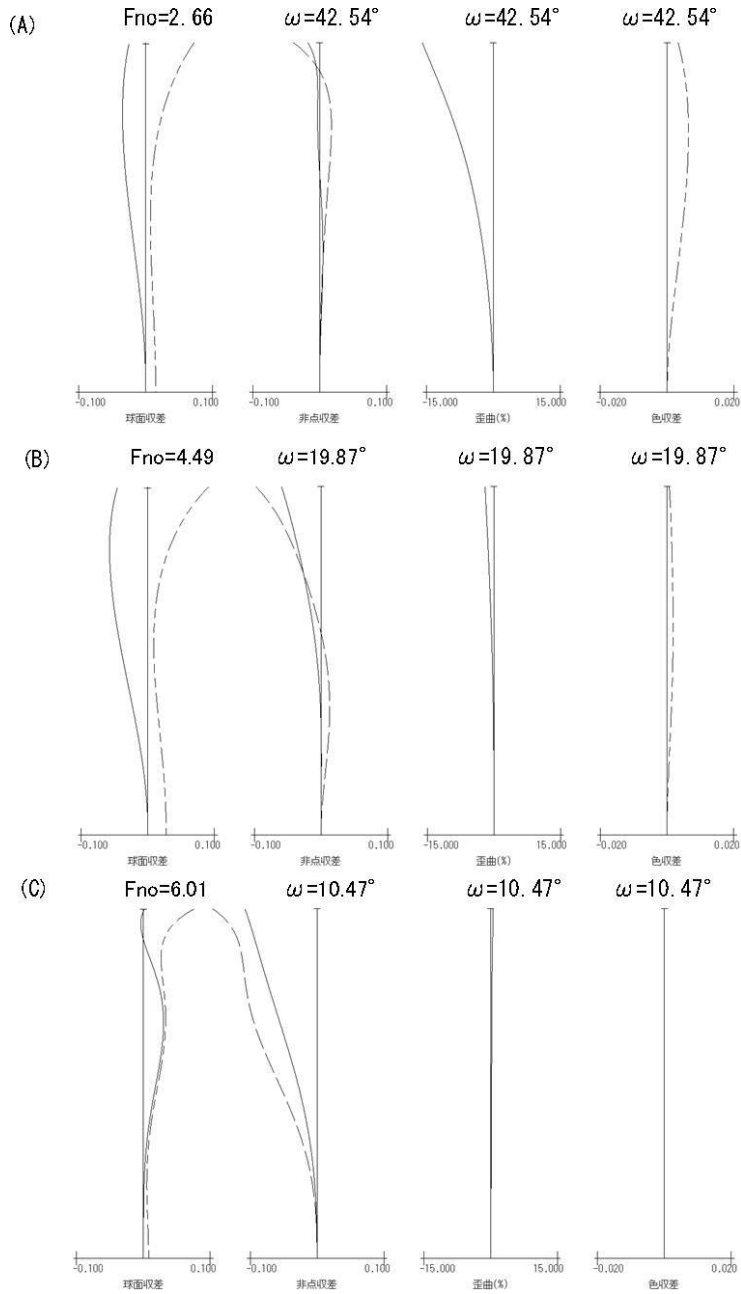 (A) Fno=2.66 ω=42.54° ω=42.54° ω=42.54°
-0.100 0.100 -0.100 0.100 -15.000 15.000 -0.020 0.020
球面収差 非点収差 歪曲(%) 色収差
(B) Fno=4.49 ω=19.87° ω=19.87° ω=19.87°
-0.100 0.100 -0.100 0.100 -15.000 15.000 -0.020 0.020
球面収差 非点収差 歪曲(%) 色収差
(C) Fno=6.01 ω=10.47° ω=10.47° ω=10.47°
-0.100 0.100 -0.100 0.100 -15.000 15.000 -0.020 0.020
球面収差 非点収差 歪曲(%) 色収差